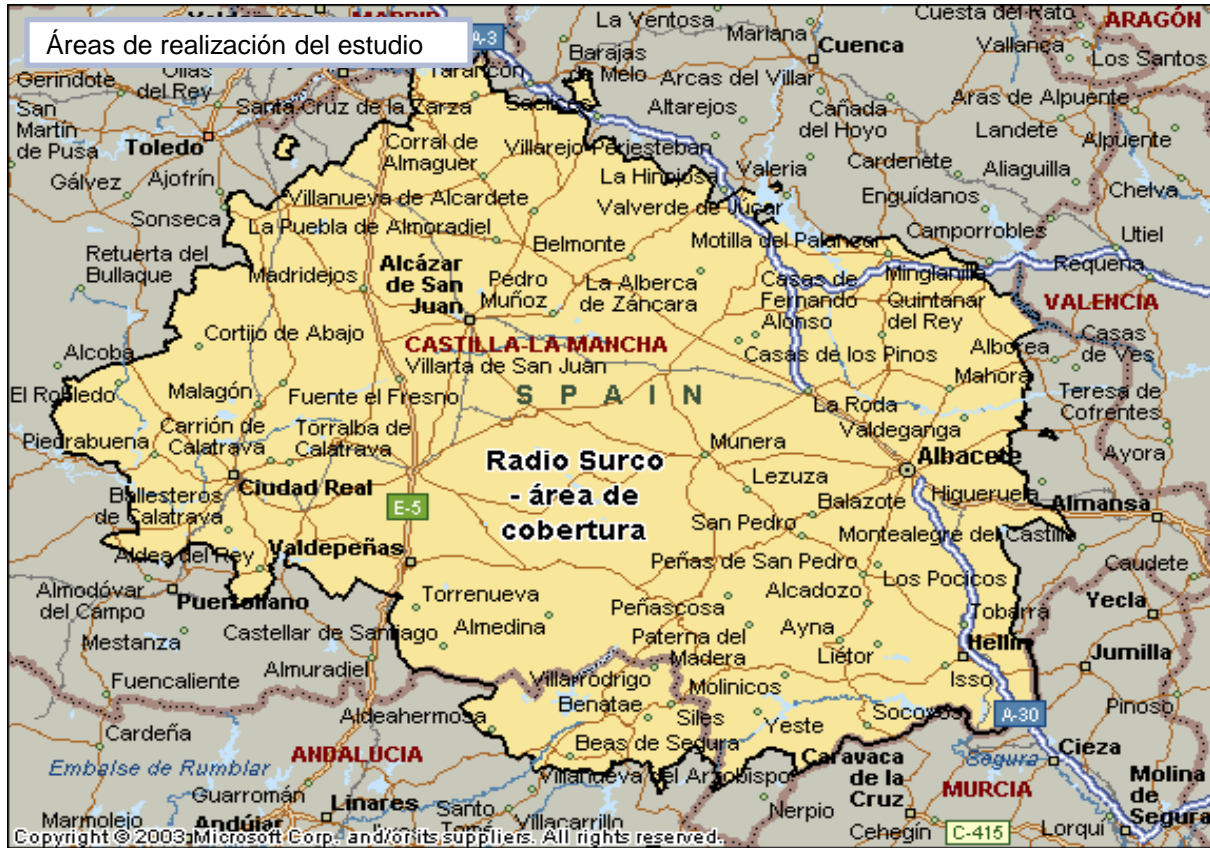 Áreas de realización del estudio
MADRID
A-3
La Ventosa
Mariana
Cuenca
Cuesta del Rato
ARAGÓN
Vallanca
Los Santos
Gerindote
Olías
del Rey
Tarancón
Barajas
de Melo
Arcas del Villar
San
Martín
de Pusa
Santa Cruz de la Zarza
Saelices
Altarejos
Cañada
del Hoyo
Aras de Alpuente
Landete
Alpuente
Toledo
Corral de
Almaguer
Villarejo-Periesteban
Valeria
Cardenete
Aliaguilla
Gálvez
Ajofrín
La Hinojosa
Enguídanos
Chelva
Villanueva de Alcardete
Valverde de Júcar
Sonseca
La Puebla de Almoradiel
Belmonte
Motilla del Palancar
Camporrobles
Utiel
Retuerta del
Bullaque
Madridejos
Alcázar
de San
Juan
Pedro
Muñoz
La Alberca
de Záncara
Casas de
Fernando
Alonso
Minglanilla
Requena
Quintanar
del Rey
VALENCIA
Cortijo de Abajo
CASTILLA-LA MANCHA
Casas de los Pinos
Alborea
Casas
de Ves
Alcoba
Villarta de San Juan
Mahora
El Robledo
Malagón
Fuente el Fresno
SPAIN
La Roda
Teresa de
Cofrentes
Carrión de
Calatrava
Torralba de
Calatrava
Valdeganga
Piedrabuena
Munera
Albacete
Ayora
Radio Surco
- área de
cobertura
Ciudad Real
Lezuza
Ballesteros
de Calatrava
E-5
Balazote
Higueruela
Almansa
San Pedro
Montealegre del Castillo
Aldea del Rey
Valdepeñas
Peñas de San Pedro
Caudete
Almodóvar
del Campo
Puertollano
Torrenueva
Alcadozo
Los Pocicos
Yecla
Peñascosa
Tobarra
Mestanza
Castellar de Santiago
Almedina
Paterna del
Madera
Ayna
Hellín
Jumilla
Almuradiel
Liétor
Fuencaliente
Villarrodrigo
Molinicos
Isso
Benatae
Siles
Yeste
Socovos
A-30
Pinoso
Cardeña
Aldeahermosa
Beas de Segura
Cieza
ANDALUCIA
Caravaca
de la
Cruz
Segura
Embalse de Rumblar
Villanueva del Arzobispo
Molina
de
Segura
Guarromán
Linares
Santo
Nerpio
MURCIA
Marmolejo
Andújar
Villacarrillo
Cehegín
C-415
Lorquí
Copyright © 2003 Microsoft Corp. and/or its suppliers. All rights reserved.